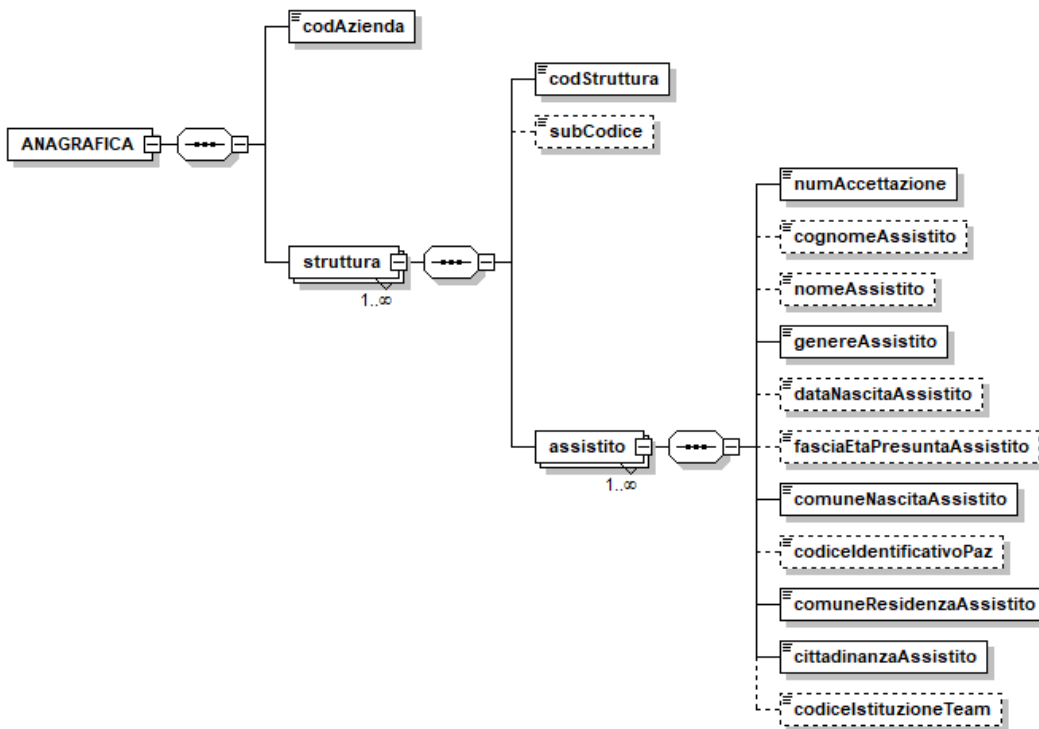 codAzienda
codStruttura
subCodice
ANAGRAFICA
numAccettazione
cognomeAssistito
struttura
1..∞
nomeAssistito
genereAssistito
dataNascitaAssistito
assistito
1..∞
fasciaEtaPresuntaAssistito
comuneNascitaAssistito
codiceIdentificativoPaz
comuneResidenzaAssistito
cittadinanzaAssistito
codiceIstituzioneTeam